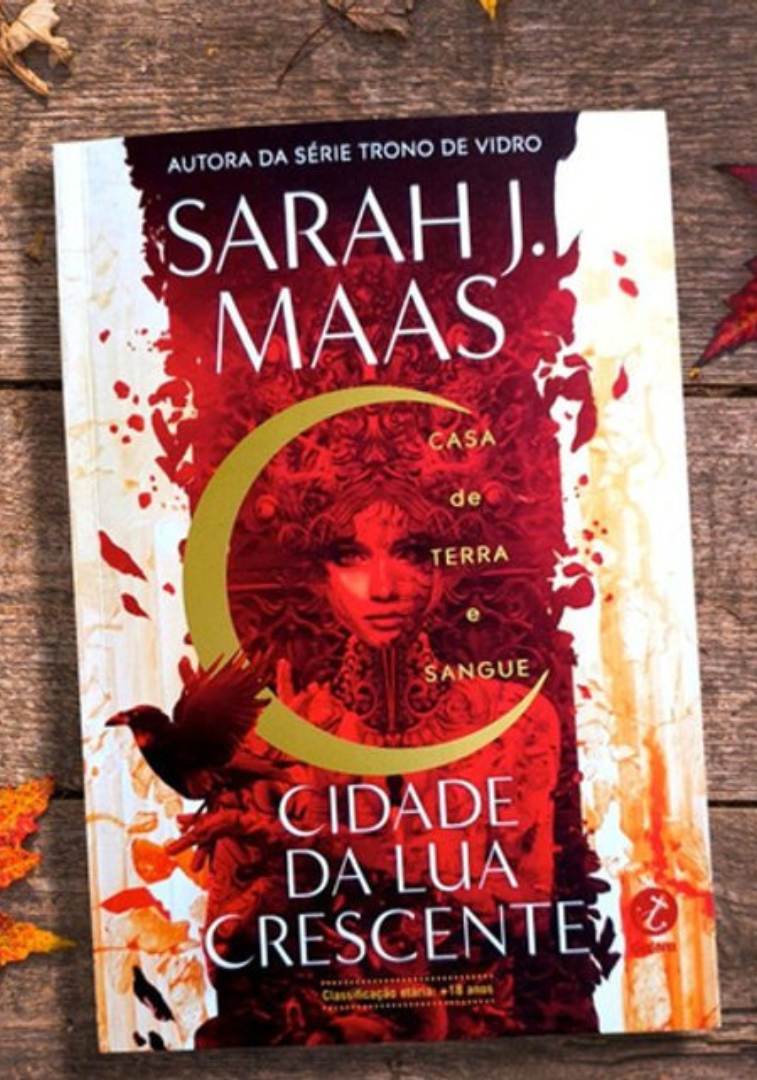 AUTORA DA SÉRIE TRONO DE VIDRO
SARAH J.
MAAS
CASA
de
TERRA
e
SANGUE
CIDADE
DA LUA
CRESCENTE
Classificação etária: +18 anos